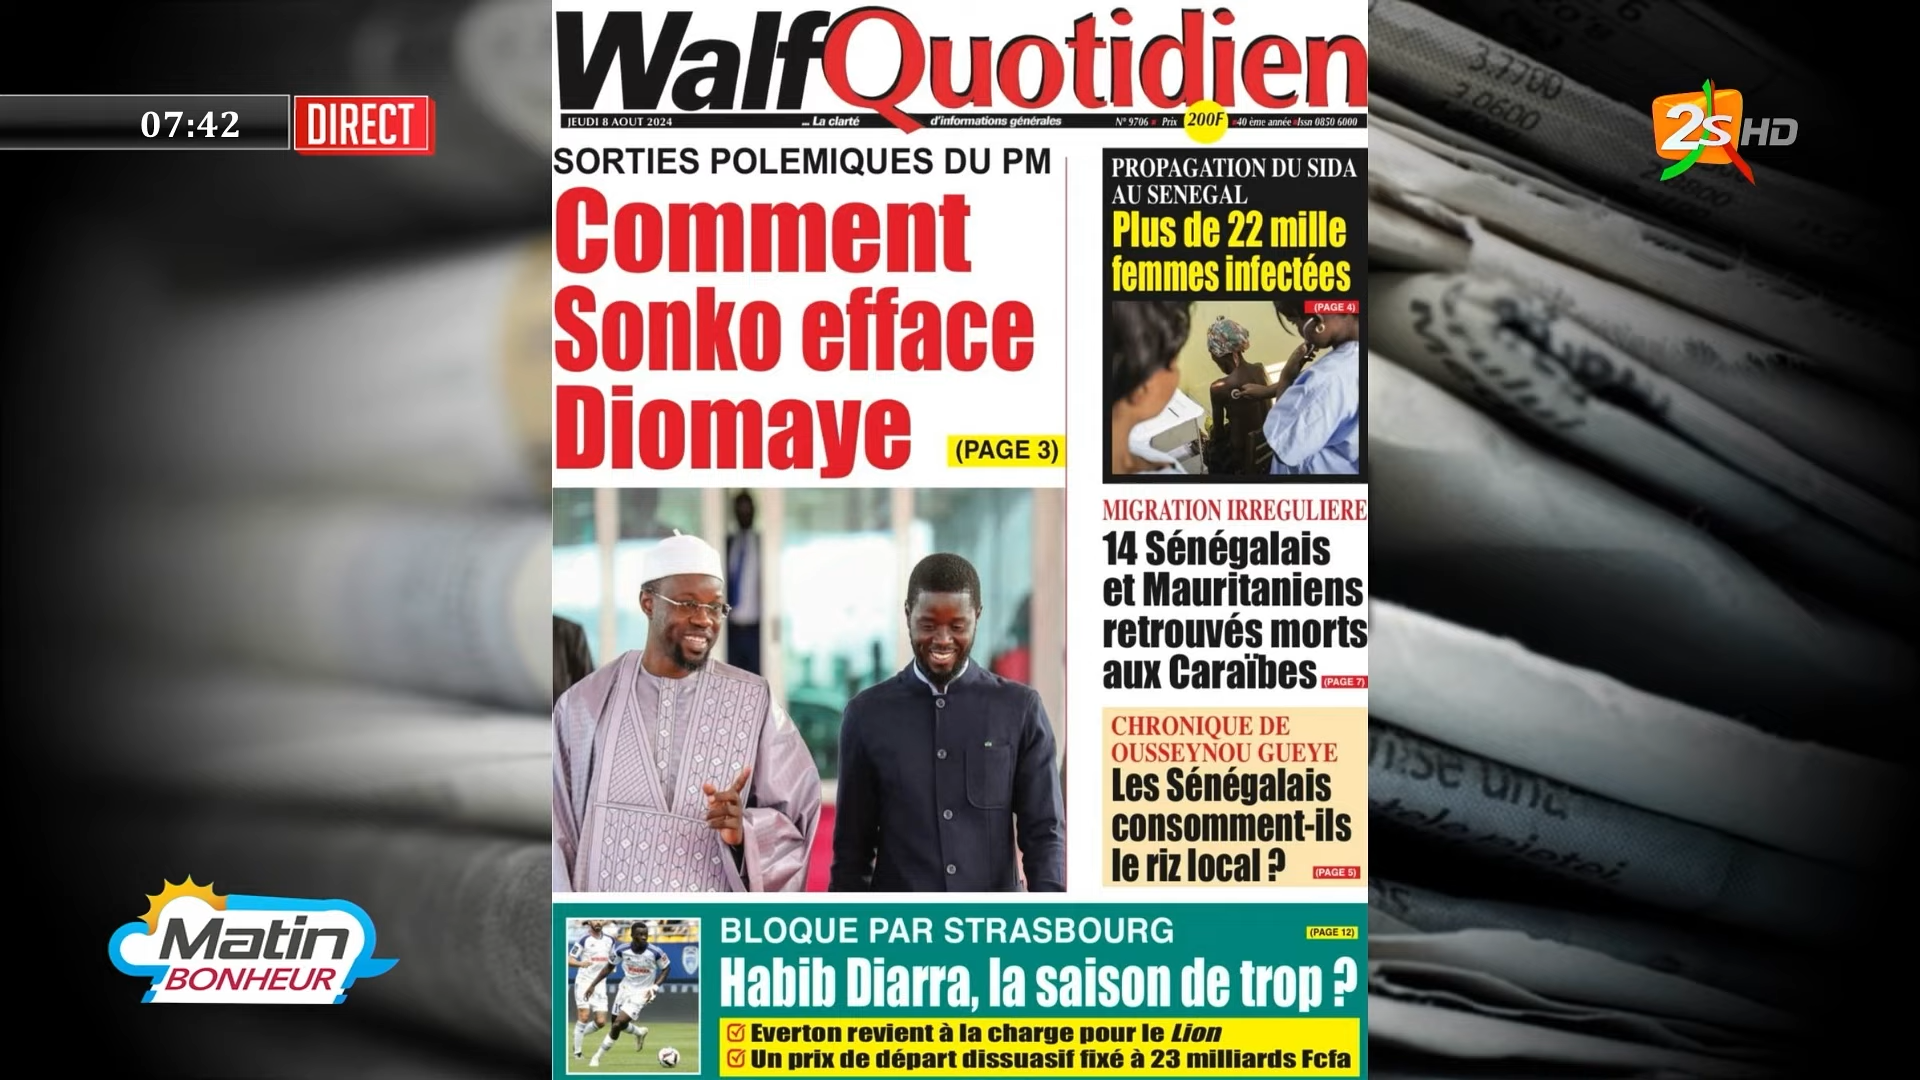 07:42 DIRECT
2S HD
Walf Quotidien
JEUDI 8 AOUT 2024 ... La clarté d'informations générales N° 9706 Prix 200F 40 ème année Issn 0850 6000
SORTIES POLEMIQUES DU PM
Comment
Sonko efface
Diomaye
(PAGE 3)
PROPAGATION DU SIDA
AU SENEGAL
Plus de 22 mille
femmes infectées
(PAGE 4)
MIGRATION IRREGULIERE
14 Sénégalais
et Mauritaniens
retrouvés morts
aux Caraïbes (PAGE 7)
CHRONIQUE DE
OUSSEYNOU GUEYE
Les Sénégalais
consomment-ils
le riz local ? (PAGE 5)
BLOQUE PAR STRASBOURG (PAGE 12)
Habib Diarra, la saison de trop ?
Everton revient à la charge pour le Lion
Un prix de départ dissuasif fixé à 23 milliards Fcfa
Matin
BONHEUR
3.7700